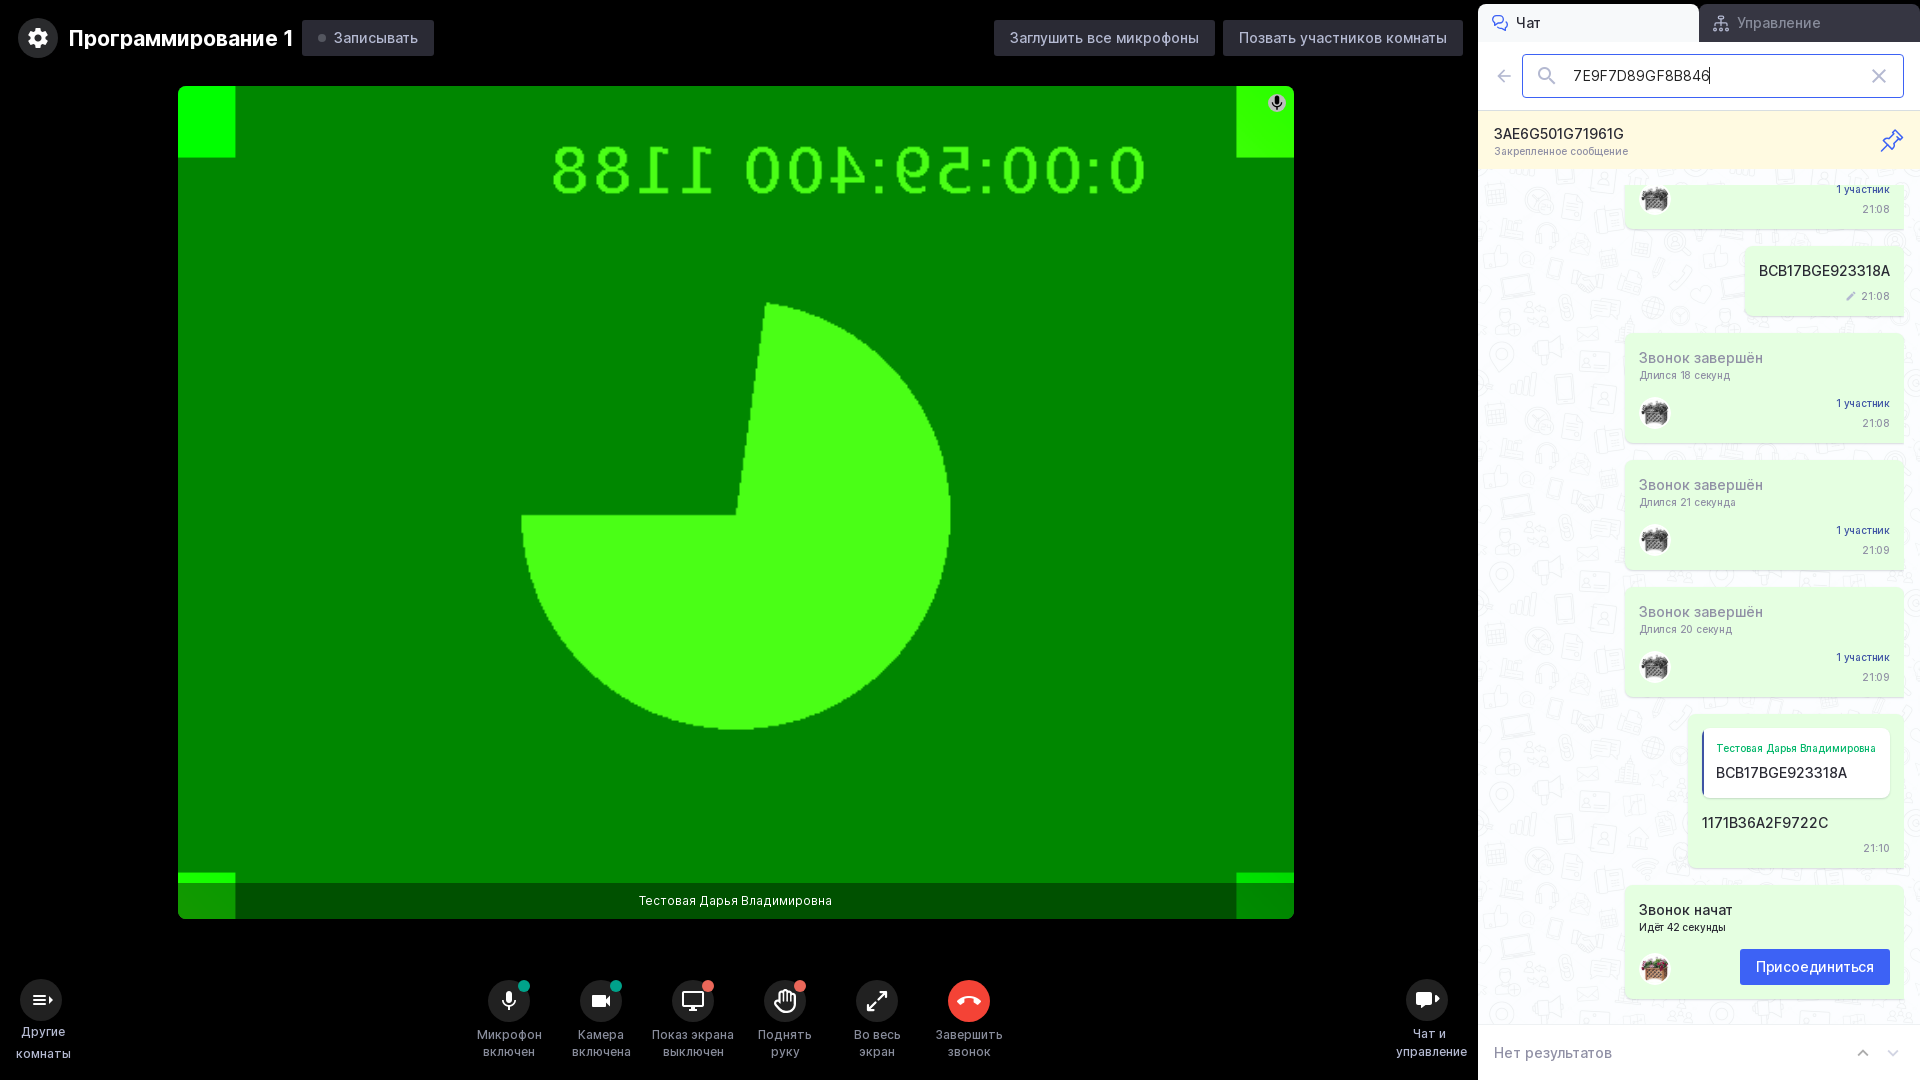 Программирование 1
Записывать
Заглушить все микрофоны
Позвать участников комнаты
Чат
Управление
7E9F7D89GF8B846
3AE6G501G71961G
Закрепленное сообщение
1 участник
21:08
BCB17BGE923318A
21:08
Звонок завершён
Длился 18 секунд
1 участник
21:08
Звонок завершён
Длился 21 секунда
1 участник
21:09
Звонок завершён
Длился 20 секунд
1 участник
21:09
Тестовая Дарья Владимировна
BCB17BGE923318A
1171B36A2F9722C
21:10
Звонок начат
Идёт 42 секунды
Присоединиться
Нет результатов
0:00:59:400 1188
Тестовая Дарья Владимировна
Другие
комнаты
Микрофон
включен
Камера
включена
Показ экрана
выключен
Поднять
руку
Во весь
экран
Завершить
звонок
Чат и
управление